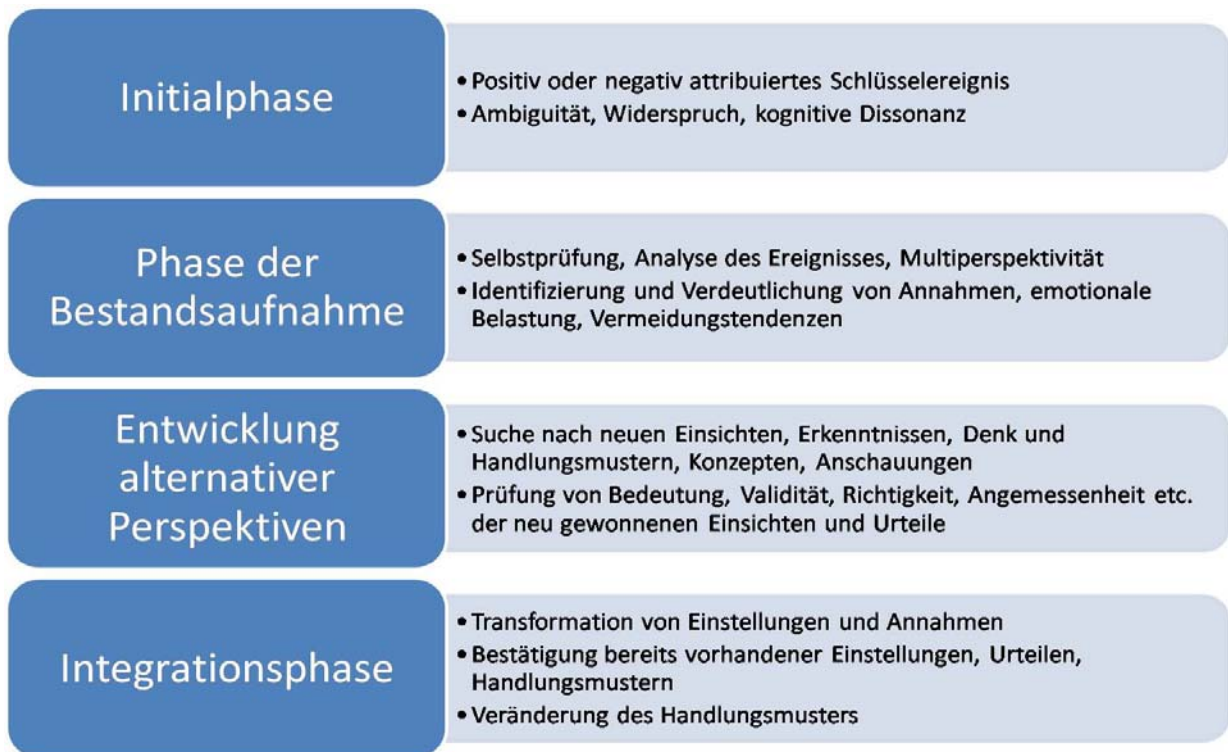 Initialphase
• Positiv oder negativ attribuiertes Schlüsselereignis
• Ambiguität, Widerspruch, kognitive Dissonanz
Phase der
Bestandsaufnahme
• Selbstprüfung, Analyse des Ereignisses, Multiperspektivität
• Identifizierung und Verdeutlichung von Annahmen, emotionale
Belastung, Vermeidungstendenzen
Entwicklung
alternativer
Perspektiven
• Suche nach neuen Einsichten, Erkenntnissen, Denk und
Handlungsmustern, Konzepten, Anschauungen
• Prüfung von Bedeutung, Validität, Richtigkeit, Angemessenheit etc.
der neu gewonnenen Einsichten und Urteile
Integrationsphase
• Transformation von Einstellungen und Annahmen
• Bestätigung bereits vorhandener Einstellungen, Urteilen,
Handlungsmustern
• Veränderung des Handlungsmusters